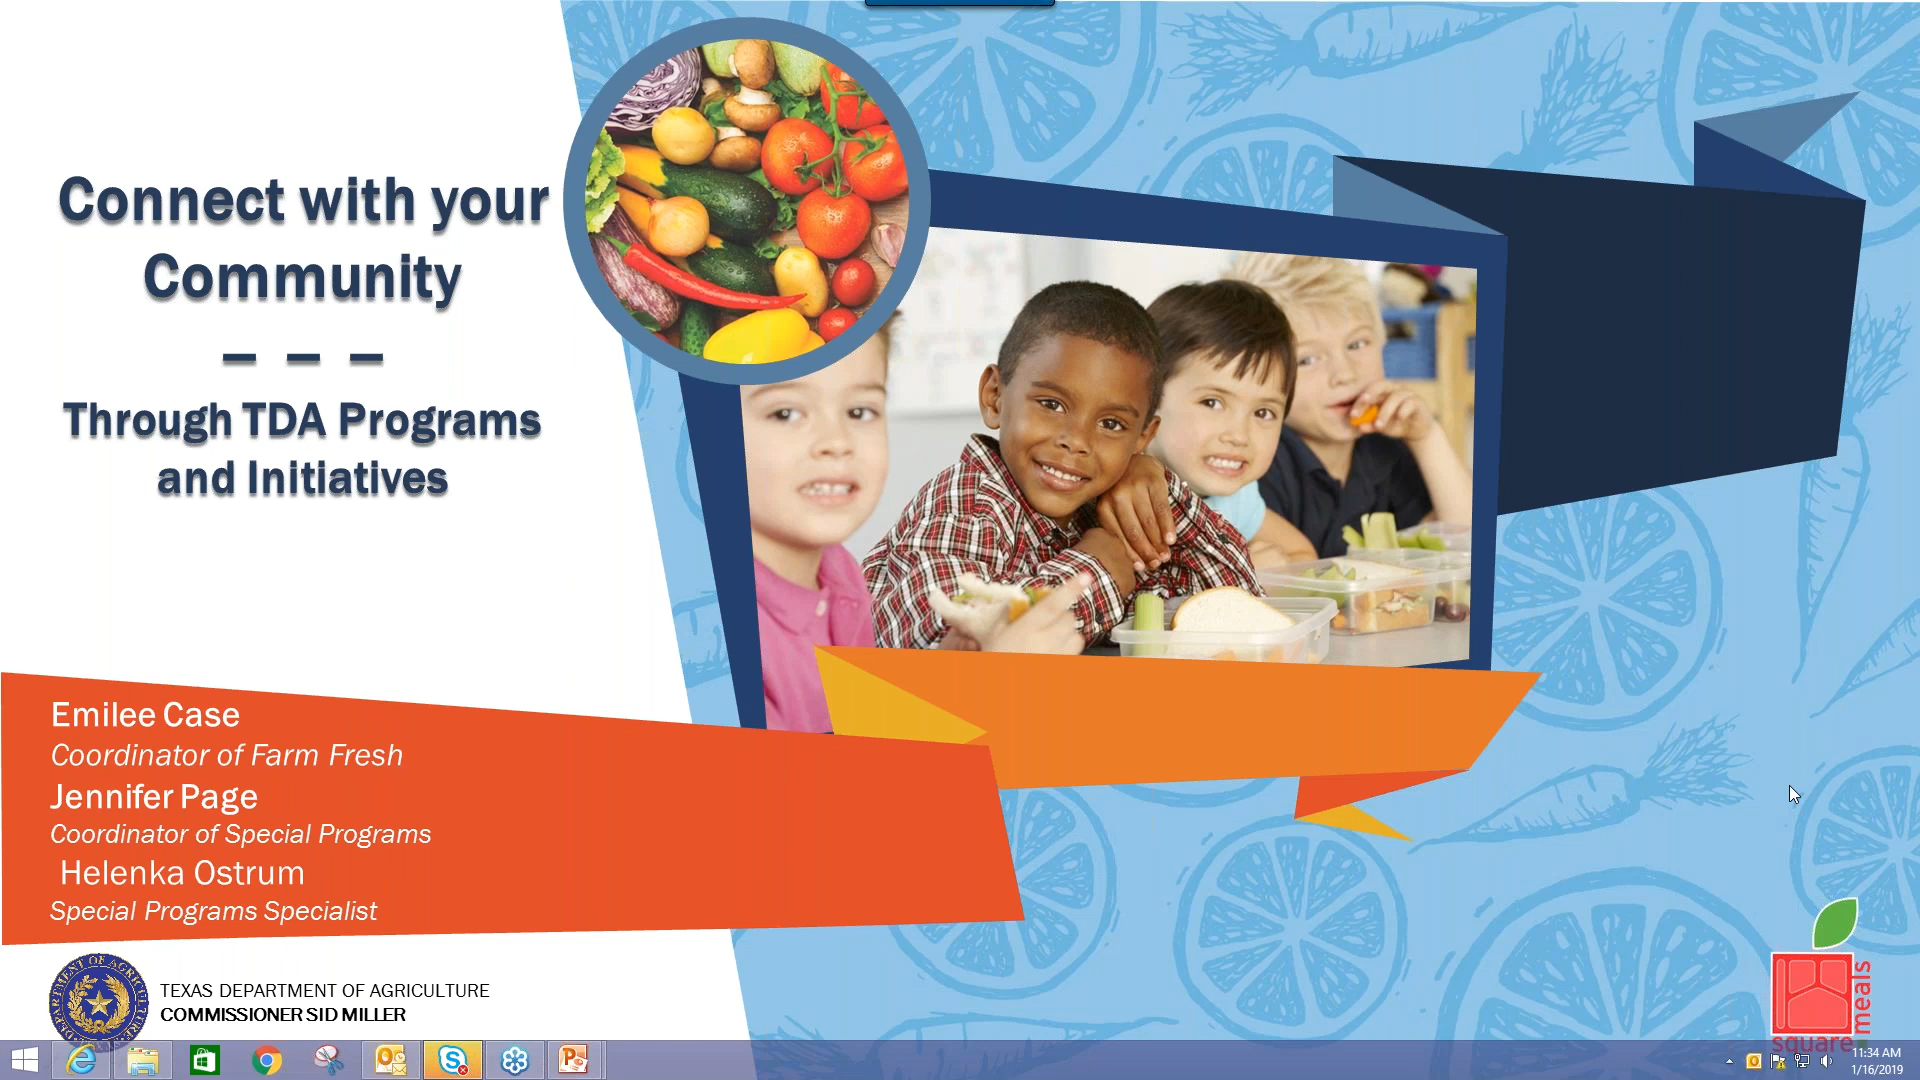 Connect with your
Community
– – –
Through TDA Programs
and Initiatives
Emilee Case
Coordinator of Farm Fresh
Jennifer Page
Coordinator of Special Programs
Helenka Ostrum
Special Programs Specialist
TEXAS DEPARTMENT OF AGRICULTURE
COMMISSIONER SID MILLER
square
meals
11:34 AM
1/16/2019